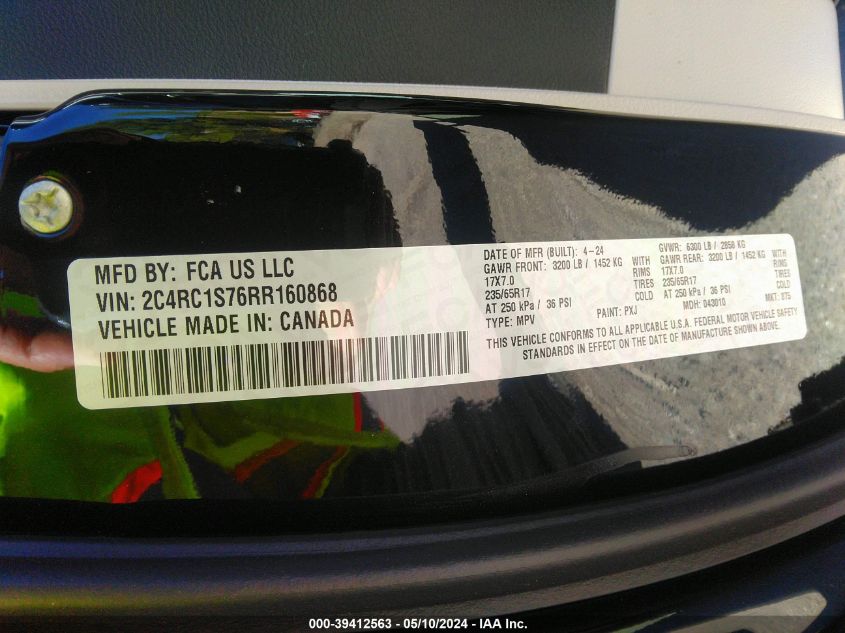 MFD BY: FCA US LLC
VIN: 2C4RC1S76RR160868
VEHICLE MADE IN: CANADA
DATE OF MFR (BUILT): 4-24
GVWR: 6300 LB / 2858 KG
GAWR FRONT: 3200 LB / 1452 KG WITH
GAWR REAR: 3200 LB / 1452 KG WITH
17X7.0 RIMS
17X7.0 RIMS
235/65R17 TIRES
235/65R17 TIRES
AT 250 kPa / 36 PSI COLD
AT 250 kPa / 36 PSI COLD
TYPE: MPV PAINT: PXJ MDH: 043010 MKT: BTS
THIS VEHICLE CONFORMS TO ALL APPLICABLE U.S.A. FEDERAL MOTOR VEHICLE SAFETY
STANDARDS IN EFFECT ON THE DATE OF MANUFACTURE SHOWN ABOVE.
000-39412563 — 05/10/2024 — IAA Inc.